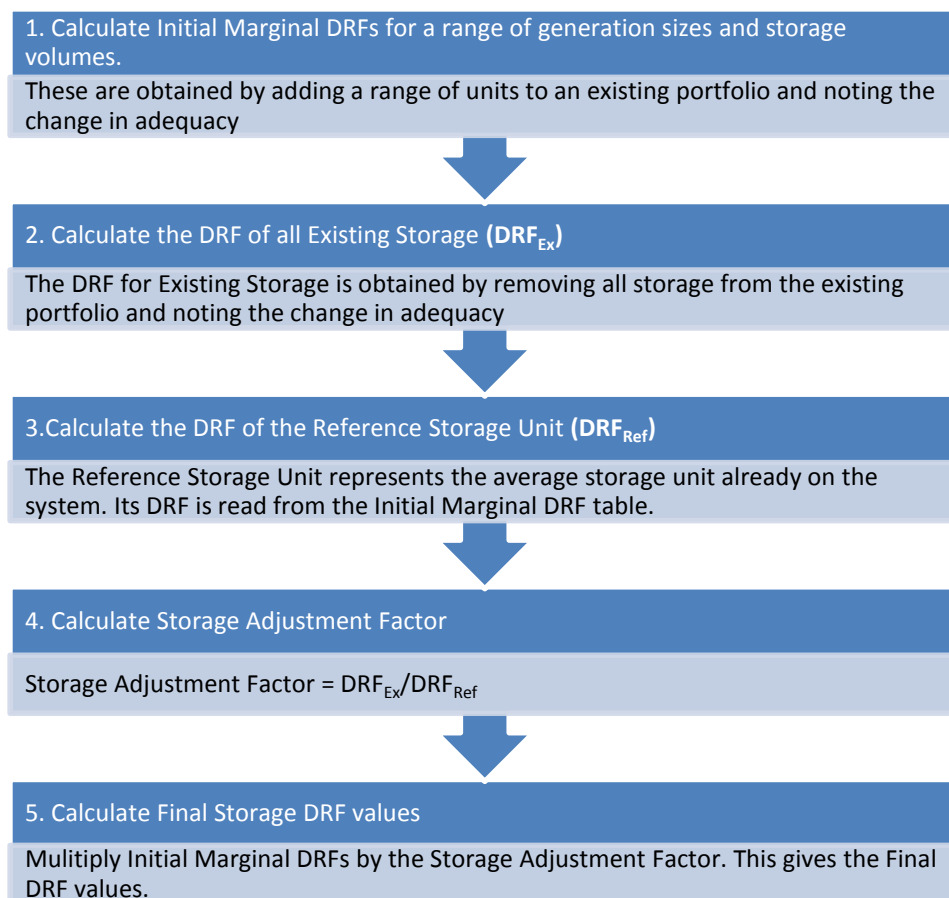 1. Calculate Initial Marginal DRFs for a range of generation sizes and storage
volumes.
These are obtained by adding a range of units to an existing portfolio and noting the
change in adequacy
2. Calculate the DRF of all Existing Storage (DRFEx)
The DRF for Existing Storage is obtained by removing all storage from the existing
portfolio and noting the change in adequacy
3.Calculate the DRF of the Reference Storage Unit (DRFRef)
The Reference Storage Unit represents the average storage unit already on the
system. Its DRF is read from the Initial Marginal DRF table.
4. Calculate Storage Adjustment Factor
Storage Adjustment Factor = DRFEx/DRFRef
5. Calculate Final Storage DRF values
Mulitiply Initial Marginal DRFs by the Storage Adjustment Factor. This gives the Final
DRF values.